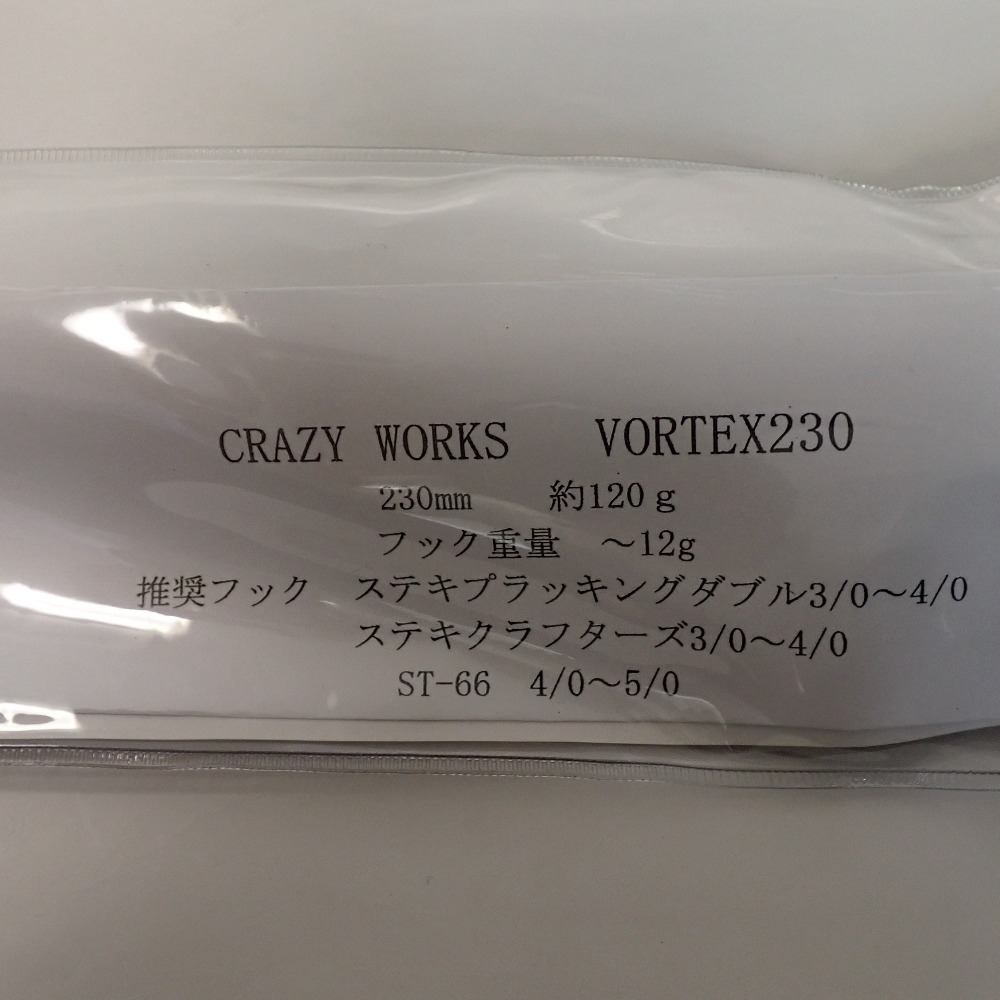 CRAZY WORKS　VORTEX230
230mm　約120ｇ
フック重量　～12g
推奨フック　ステキプラッキングダブル3/0～4/0
ステキクラフターズ3/0～4/0
ST-66　4/0～5/0